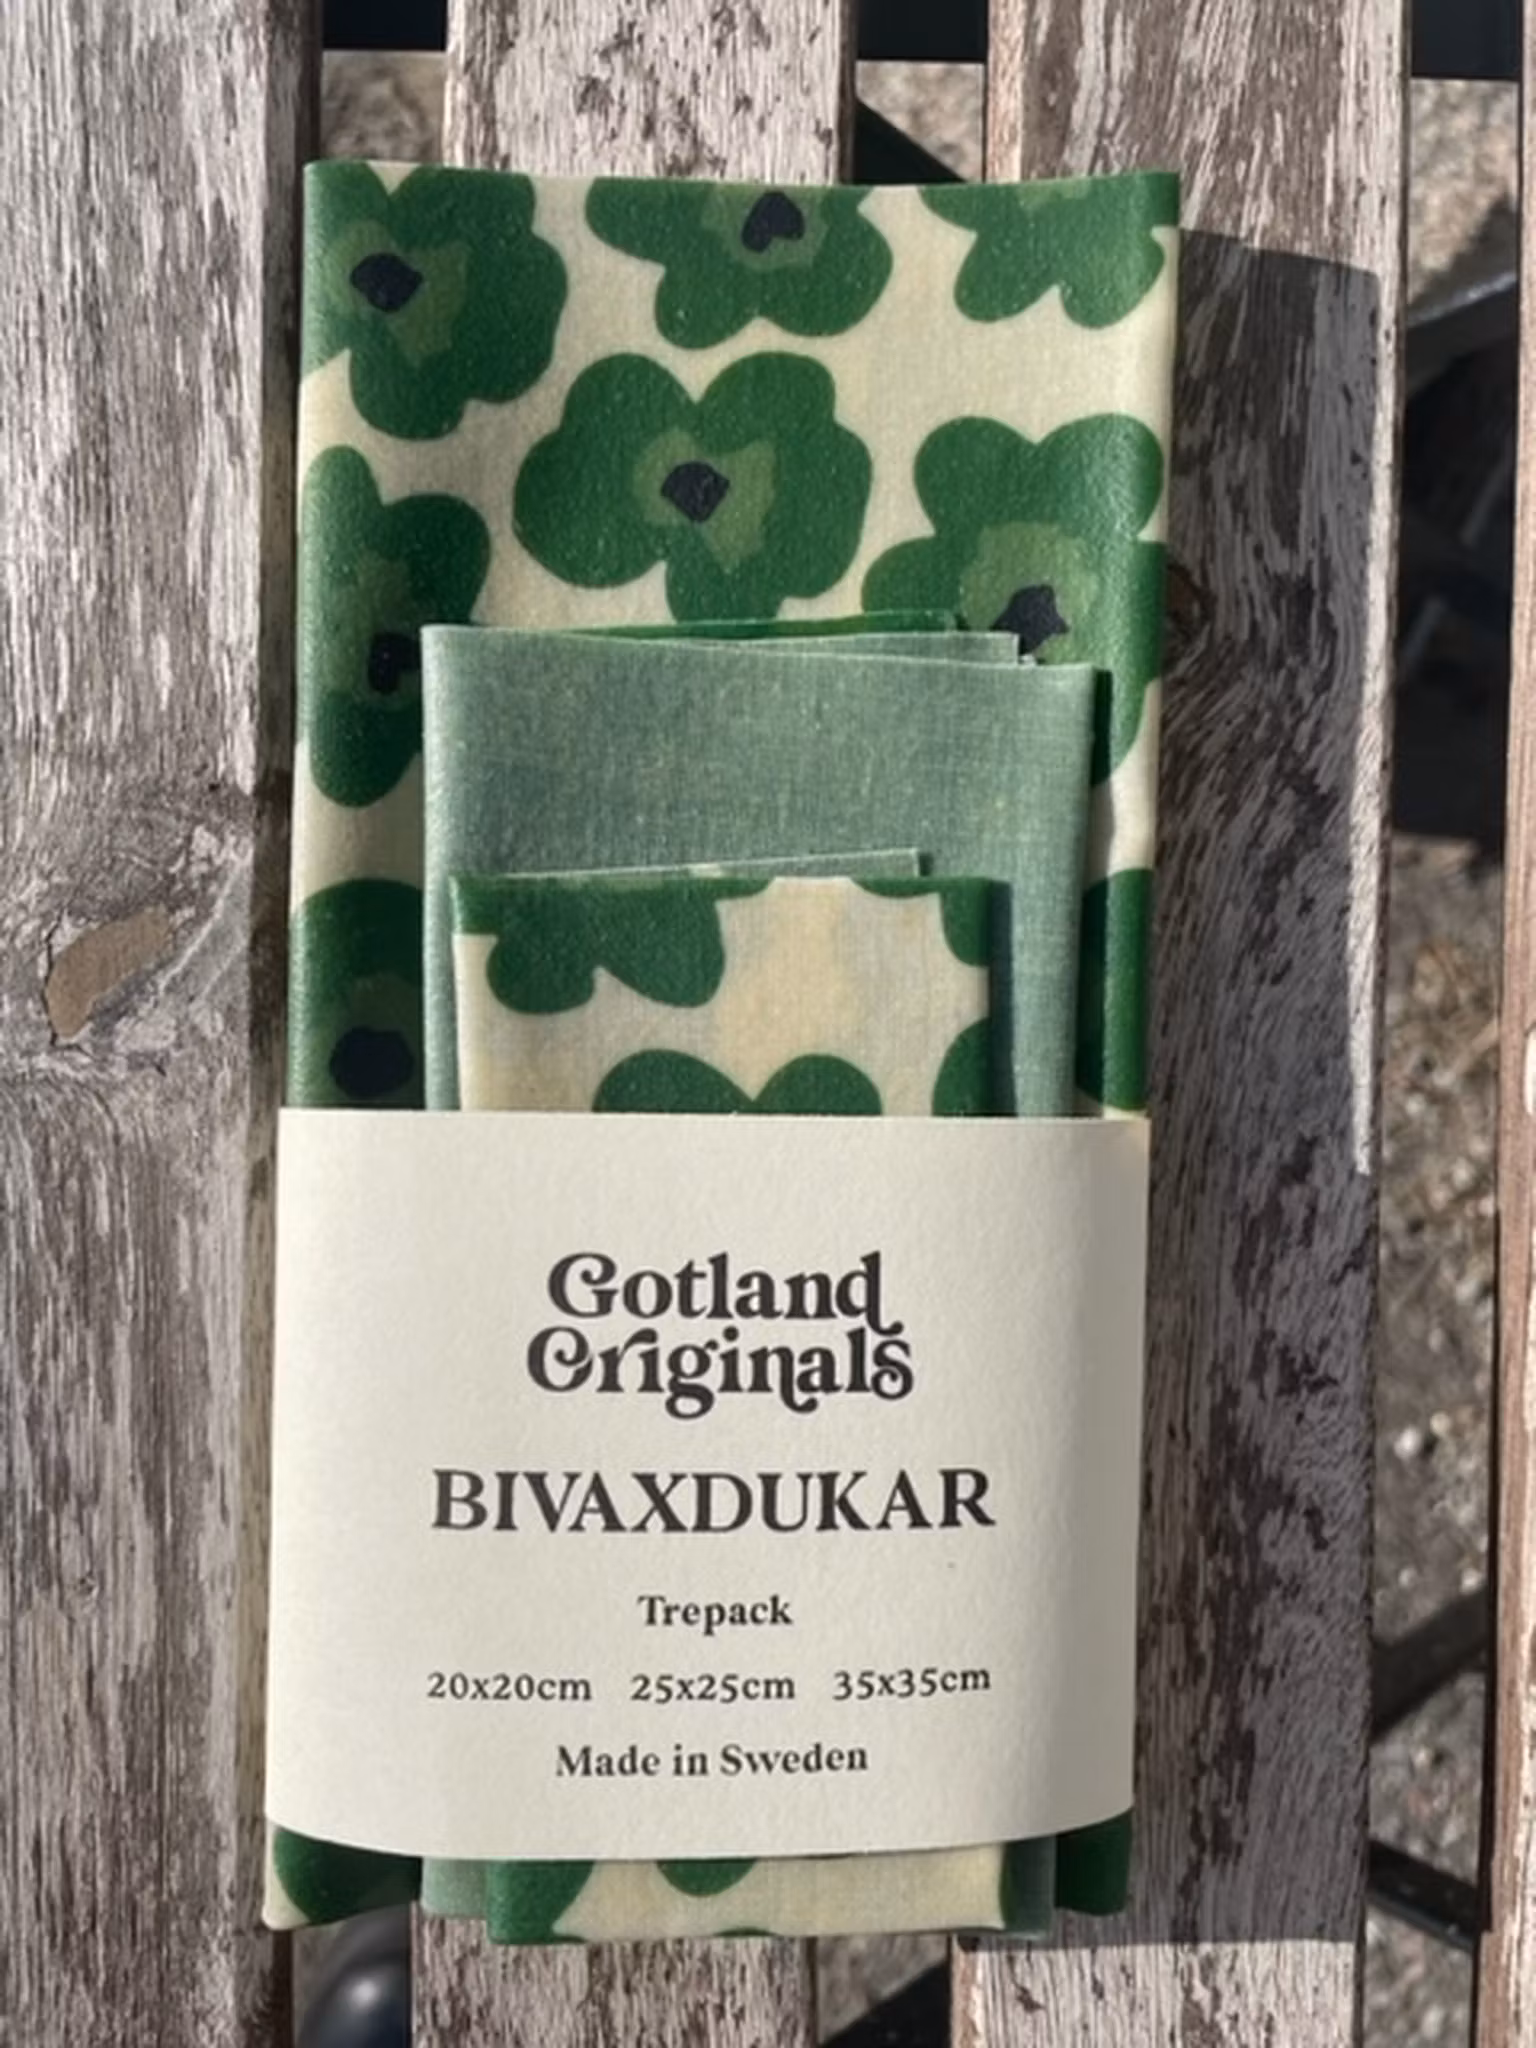 Gotland
Originals
BIVAXDUKAR
Trepack
20x20cm 25x25cm 35x35cm
Made in Sweden